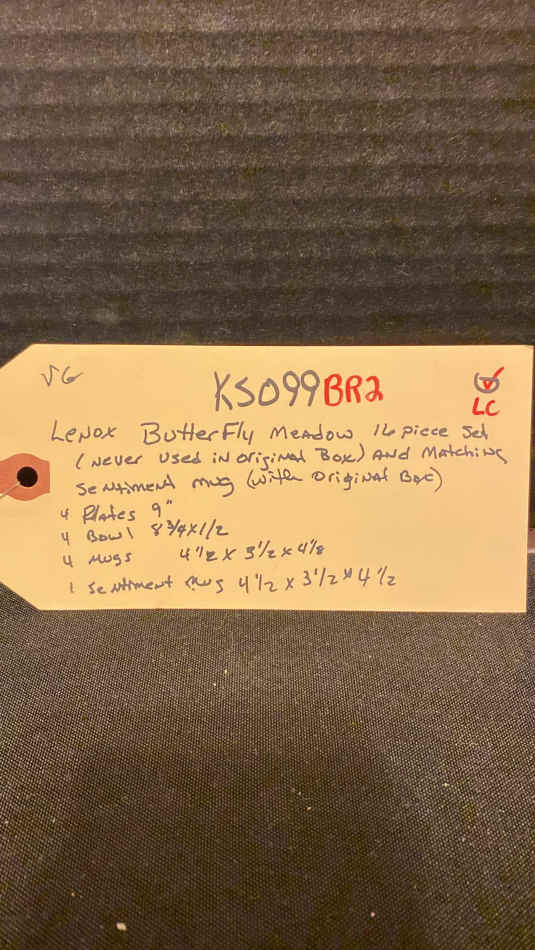 VG
KS099BR2
LC
Lenox Butterfly Meadow 16 piece Set
(never used in original Box) AND Matching
Sentiment mug (with original Box)
4 Plates 9"
4 Bowl 8 3/4 x 1/2
4 Mugs 4 1/2 x 3 1/2 x 4 1/8
1 Sentiment Mug 4 1/2 x 3 1/2 x 4 1/2